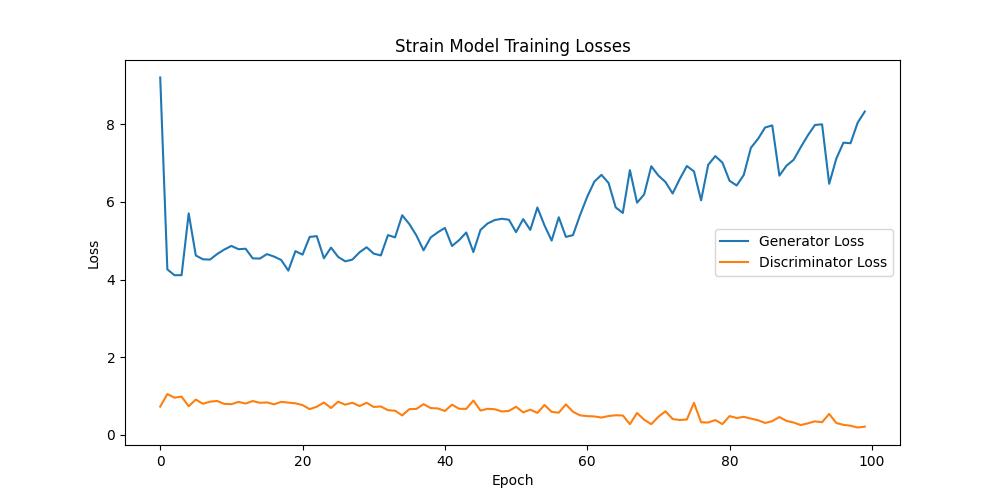 Strain Model Training Losses
8
6
4
2
0
Loss
Generator Loss
Discriminator Loss
0 20 40 60 80 100
Epoch